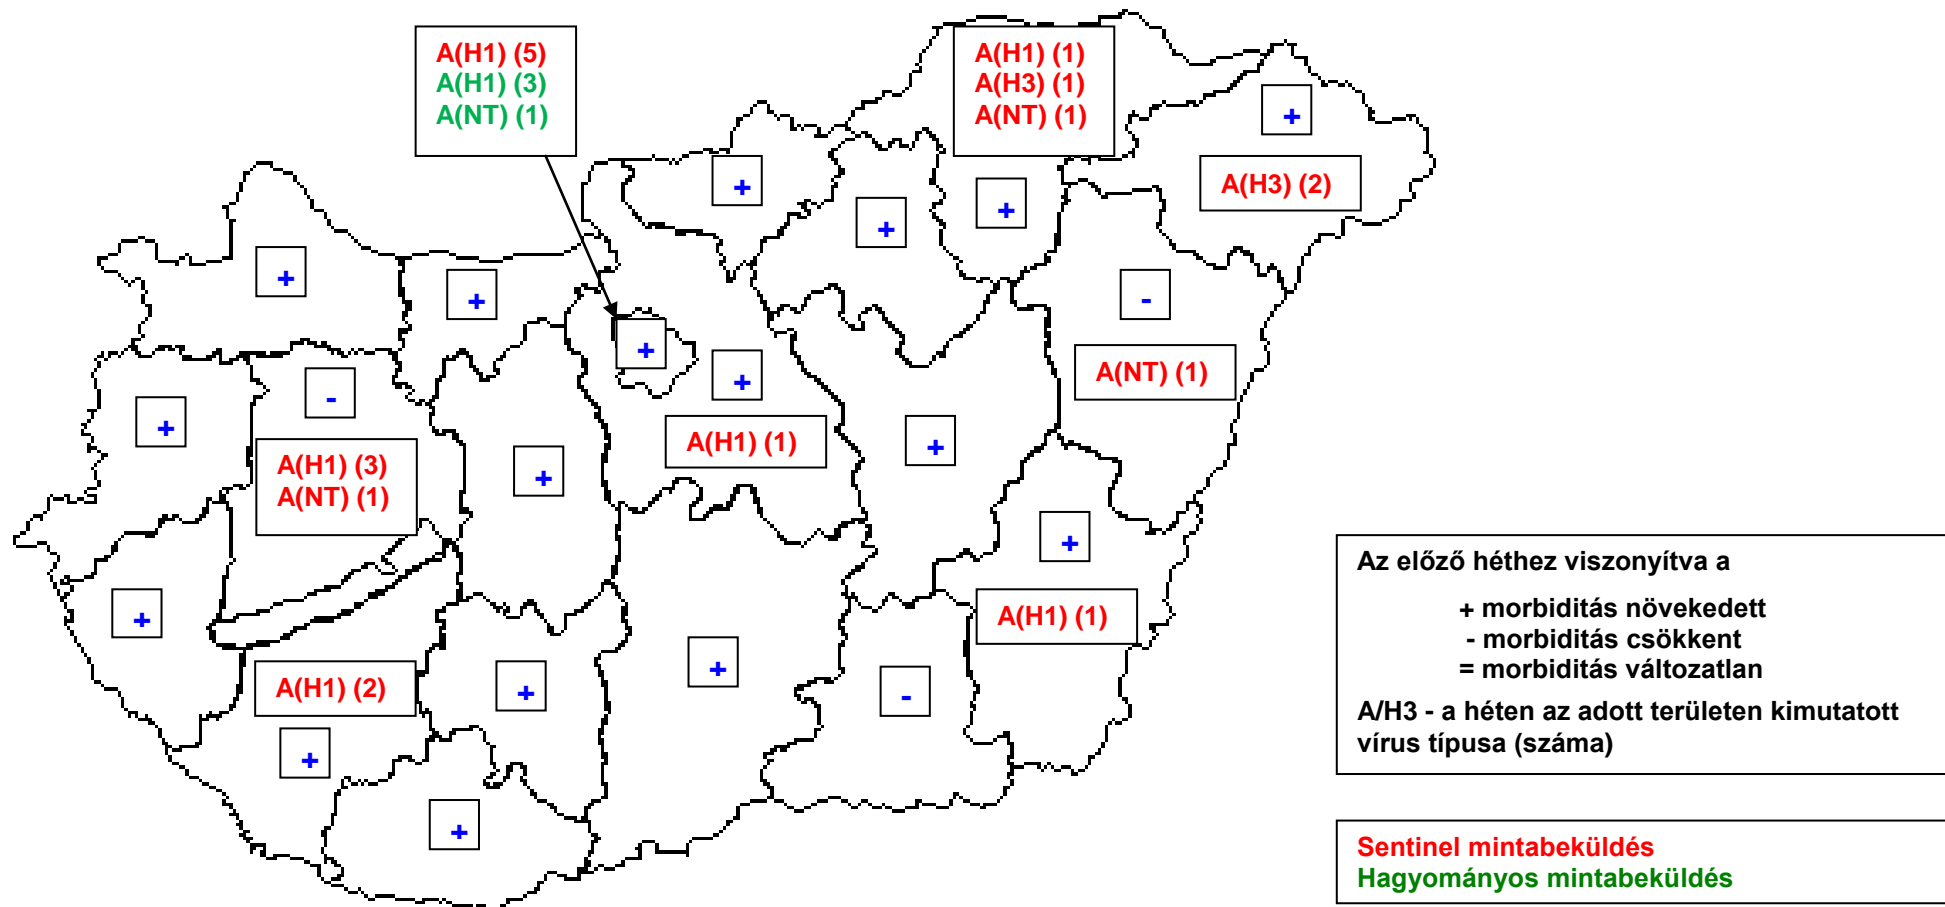 A(H1) (5)
A(H1) (3)
A(NT) (1)
A(H1) (1)
A(H3) (1)
A(NT) (1)
+
A(H3) (2)
+
+
+
+
+
-
+
+
A(NT) (1)
-
+
A(H1) (1)
+
+
A(H1) (3)
A(NT) (1)
+
+
A(H1) (1)
+
+
A(H1) (2)
+
-
+
+
Az előző héthez viszonyítva a
+ morbiditás növekedett
- morbiditás csökkent
= morbiditás változatlan
A/H3 - a héten az adott területen kimutatott
vírus típusa (száma)
Sentinel mintabeküldés
Hagyományos mintabeküldés